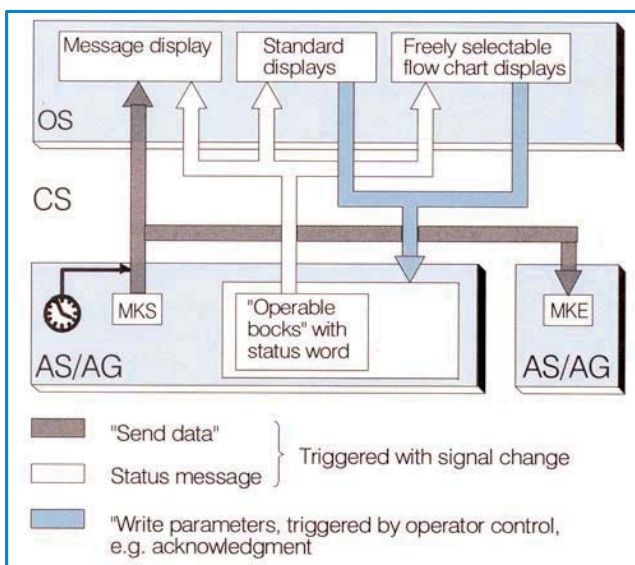 Message display
Standard
displays
Freely selectable
flow chart displays
OS
CS
MKS
"Operable
bocks" with
status word
AS/AG
MKE
AS/AG
"Send data"
Status message
Triggered with signal change
"Write parameters, triggered by operator control,
e.g. acknowledgment